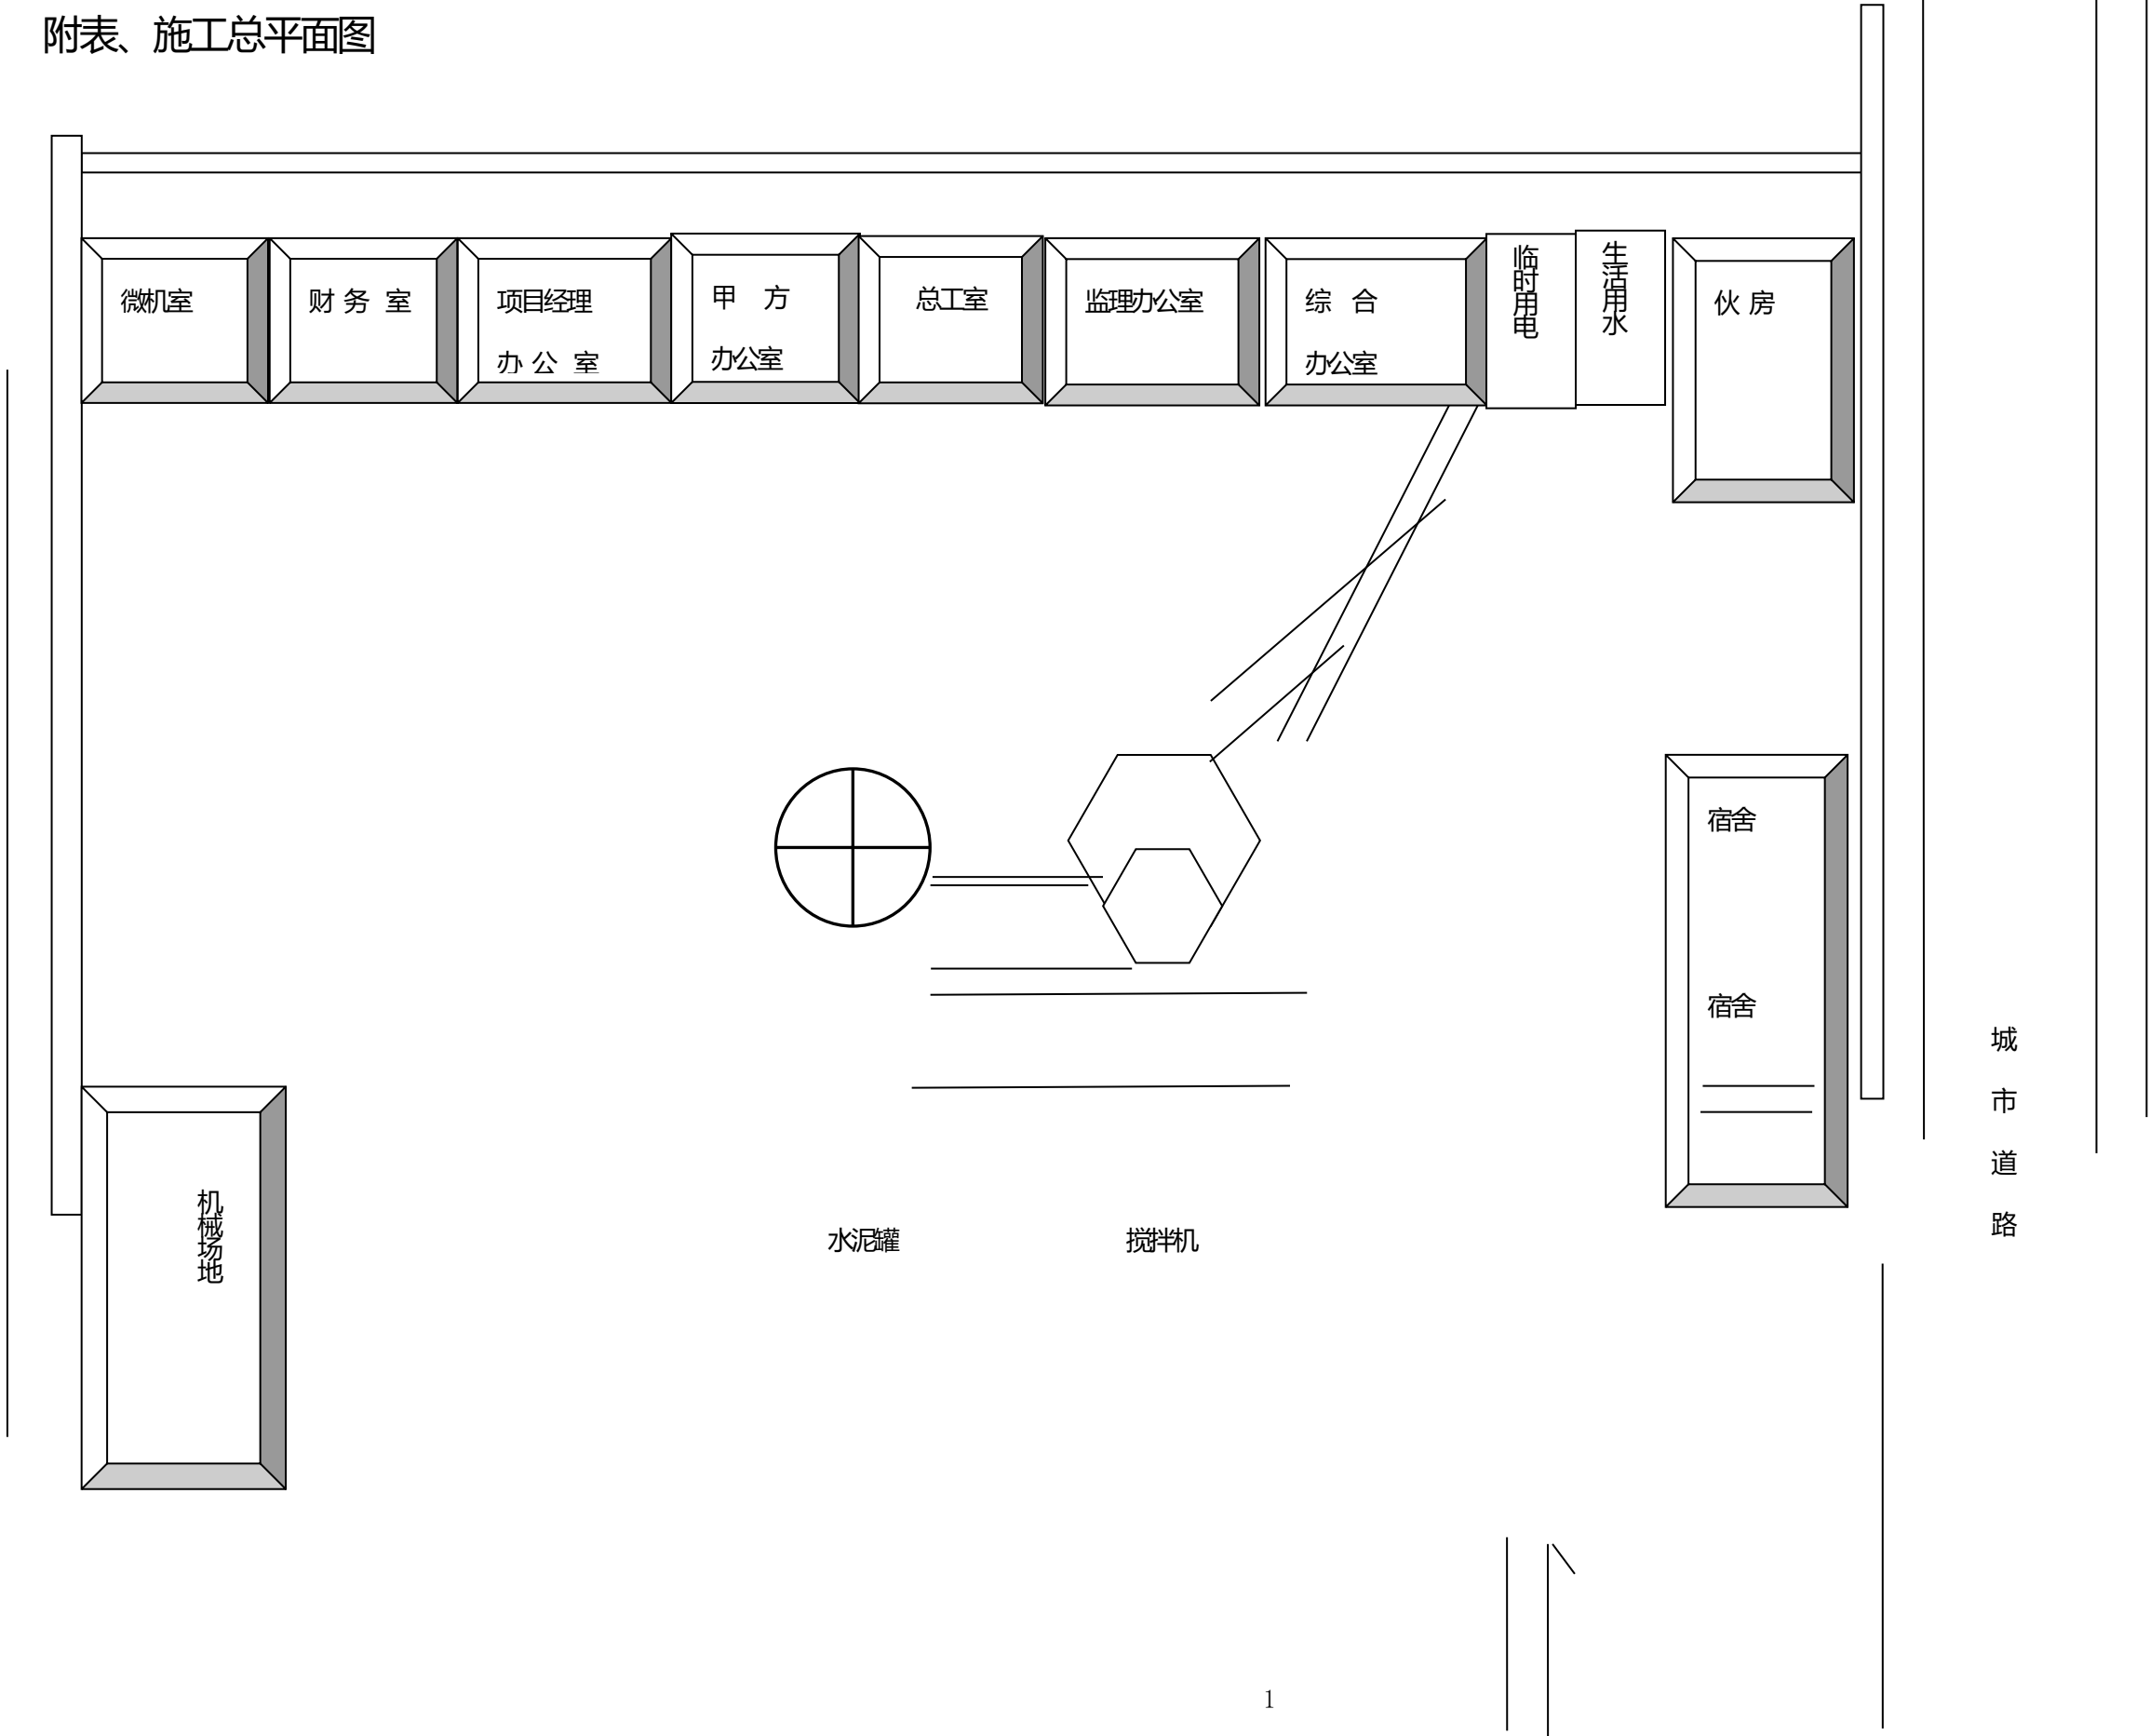 附表、施工总平面图
微机室
财务室
项目经理
办公室
甲 方
办公室
总工室
监理办公室
综 合
办公室
临时用电
生活用水
伙房
宿舍
宿舍
城
市
道
路
机械场地
水泥罐
搅拌机
1